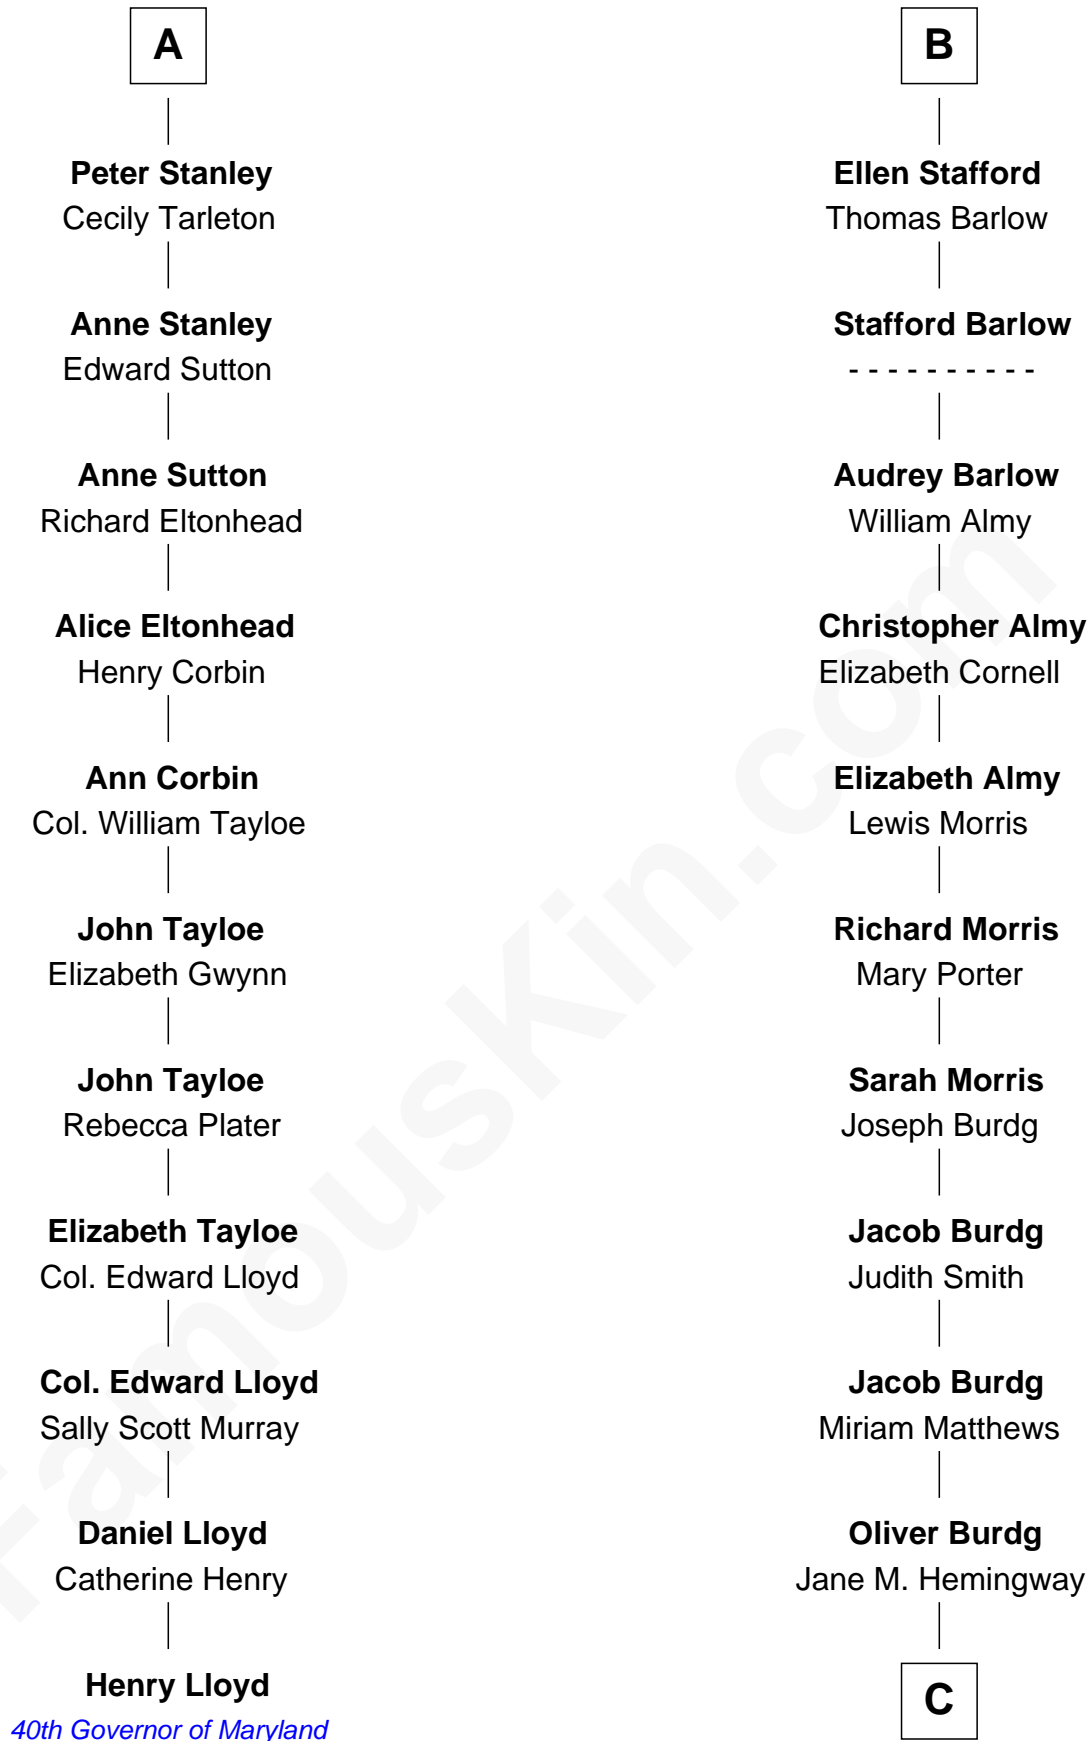 A
Peter Stanley
Cecily Tarleton
Anne Stanley
Edward Sutton
Anne Sutton
Richard Eltonhead
Alice Eltonhead
Henry Corbin
Ann Corbin
Col. William Tayloe
John Tayloe
Elizabeth Gwynn
John Tayloe
Rebecca Plater
Elizabeth Tayloe
Col. Edward Lloyd
Col. Edward Lloyd
Sally Scott Murray
Daniel Lloyd
Catherine Henry
Henry Lloyd
40th Governor of Maryland
B
Ellen Stafford
Thomas Barlow
Stafford Barlow
- - - - - - - - - -
Audrey Barlow
William Almy
Christopher Almy
Elizabeth Cornell
Elizabeth Almy
Lewis Morris
Richard Morris
Mary Porter
Sarah Morris
Joseph Burdg
Jacob Burdg
Judith Smith
Jacob Burdg
Miriam Matthews
Oliver Burdg
Jane M. Hemingway
C
FamousKin.com